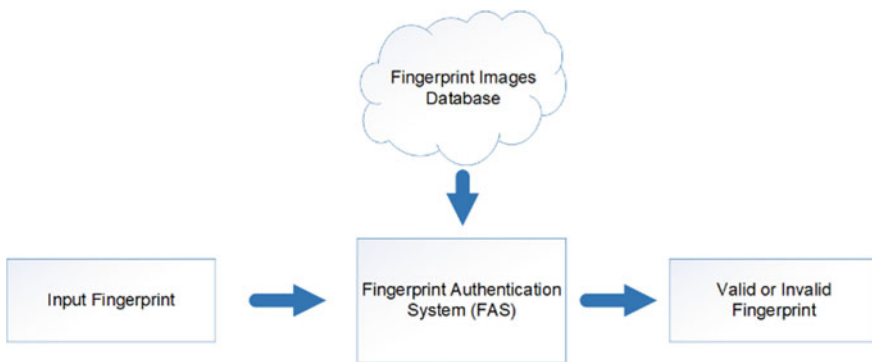 Fingerprint Images
Database
Input Fingerprint
Fingerprint Authentication
System (FAS)
Valid or Invalid
Fingerprint